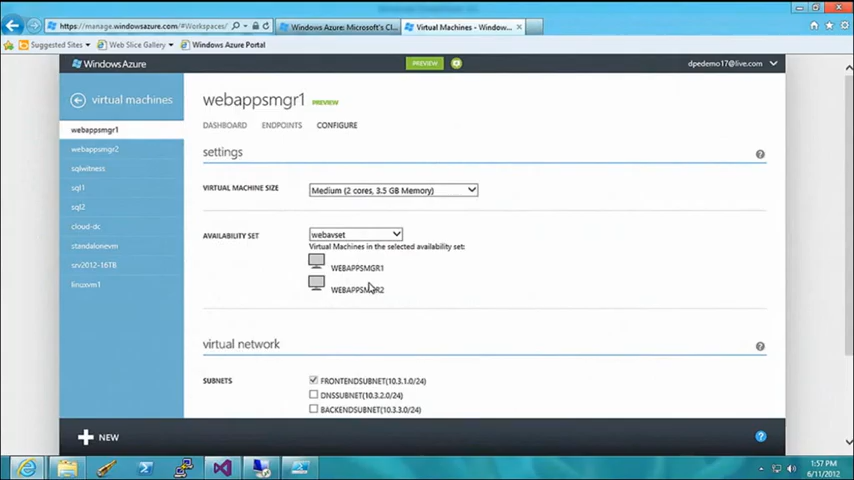 https://manage.windowsazure.com/#Workspaces/
Windows Azure: Microsoft's Cl...
Virtual Machines - Window...
Suggested Sites
Web Slice Gallery
Windows Azure Portal
Windows Azure
PREVIEW
dpedemo17@live.com
virtual machines
webappsmgr1
webappsmgr2
sqlwitness
sql1
sql2
cloud-dc
standalonevm
srv2012-16TB
linuxvm1
webappsmgr1 PREVIEW
DASHBOARD ENDPOINTS CONFIGURE
settings
VIRTUAL MACHINE SIZE
Medium (2 cores, 3.5 GB Memory)
AVAILABILITY SET
webavset
Virtual Machines in the selected availability set:
WEBAPPSMGR1
WEBAPPSMGR2
virtual network
SUBNETS
FRONTENDSUBNET(10.3.1.0/24)
DNSSUBNET(10.3.2.0/24)
BACKENDSUBNET(10.3.3.0/24)
NEW
1:57 PM
6/11/2012